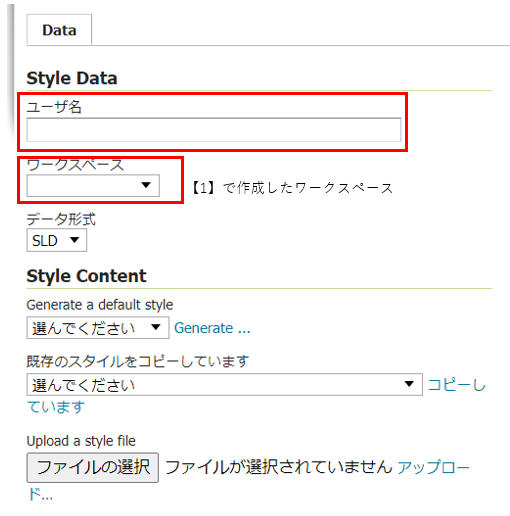 Data
Style Data
ユーザ名
ワークスペース
【1】で作成したワークスペース
データ形式
SLD
Style Content
Generate a default style
選んでください Generate ...
既存のスタイルをコピーしています
選んでください コピーし
ています
Upload a style file
ファイルの選択 ファイルが選択されていません アップロー
ド...